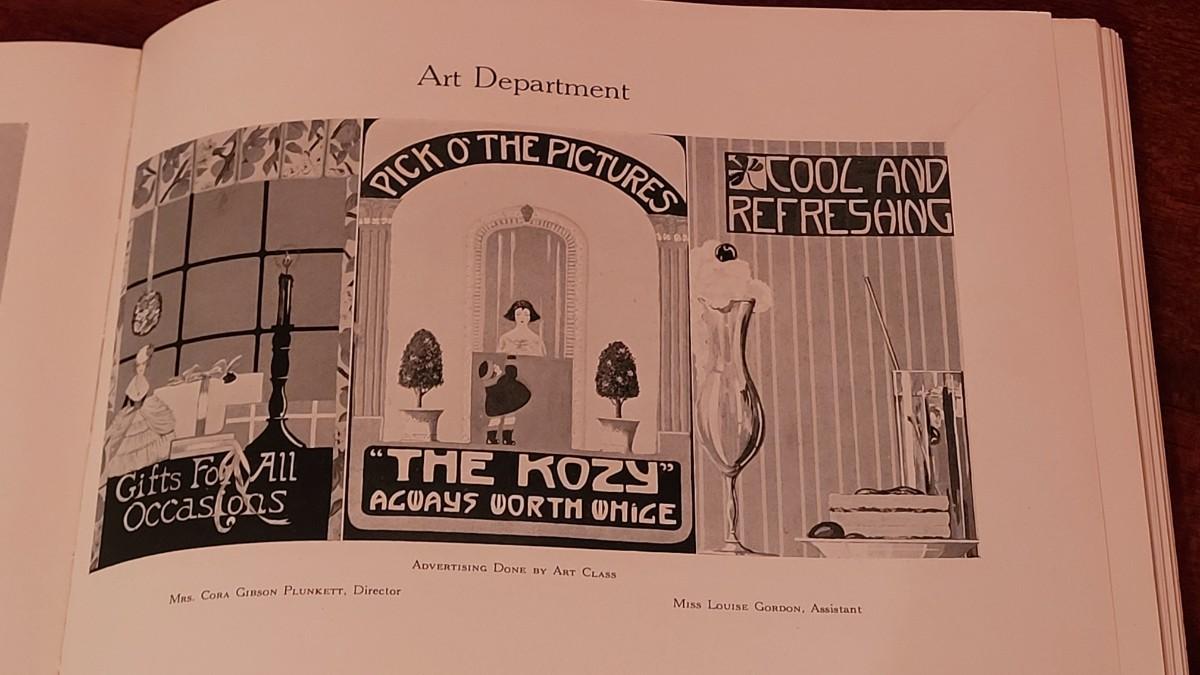 Art Department
Gifts For All
Occasions
PICK O' THE PICTURES
"THE KOZY"
ALWAYS WORTH WHILE
COOL AND
REFRESHING
Advertising Done by Art Class
Mrs. Cora Gibson Plunkett, Director
Miss Louise Gordon, Assistant